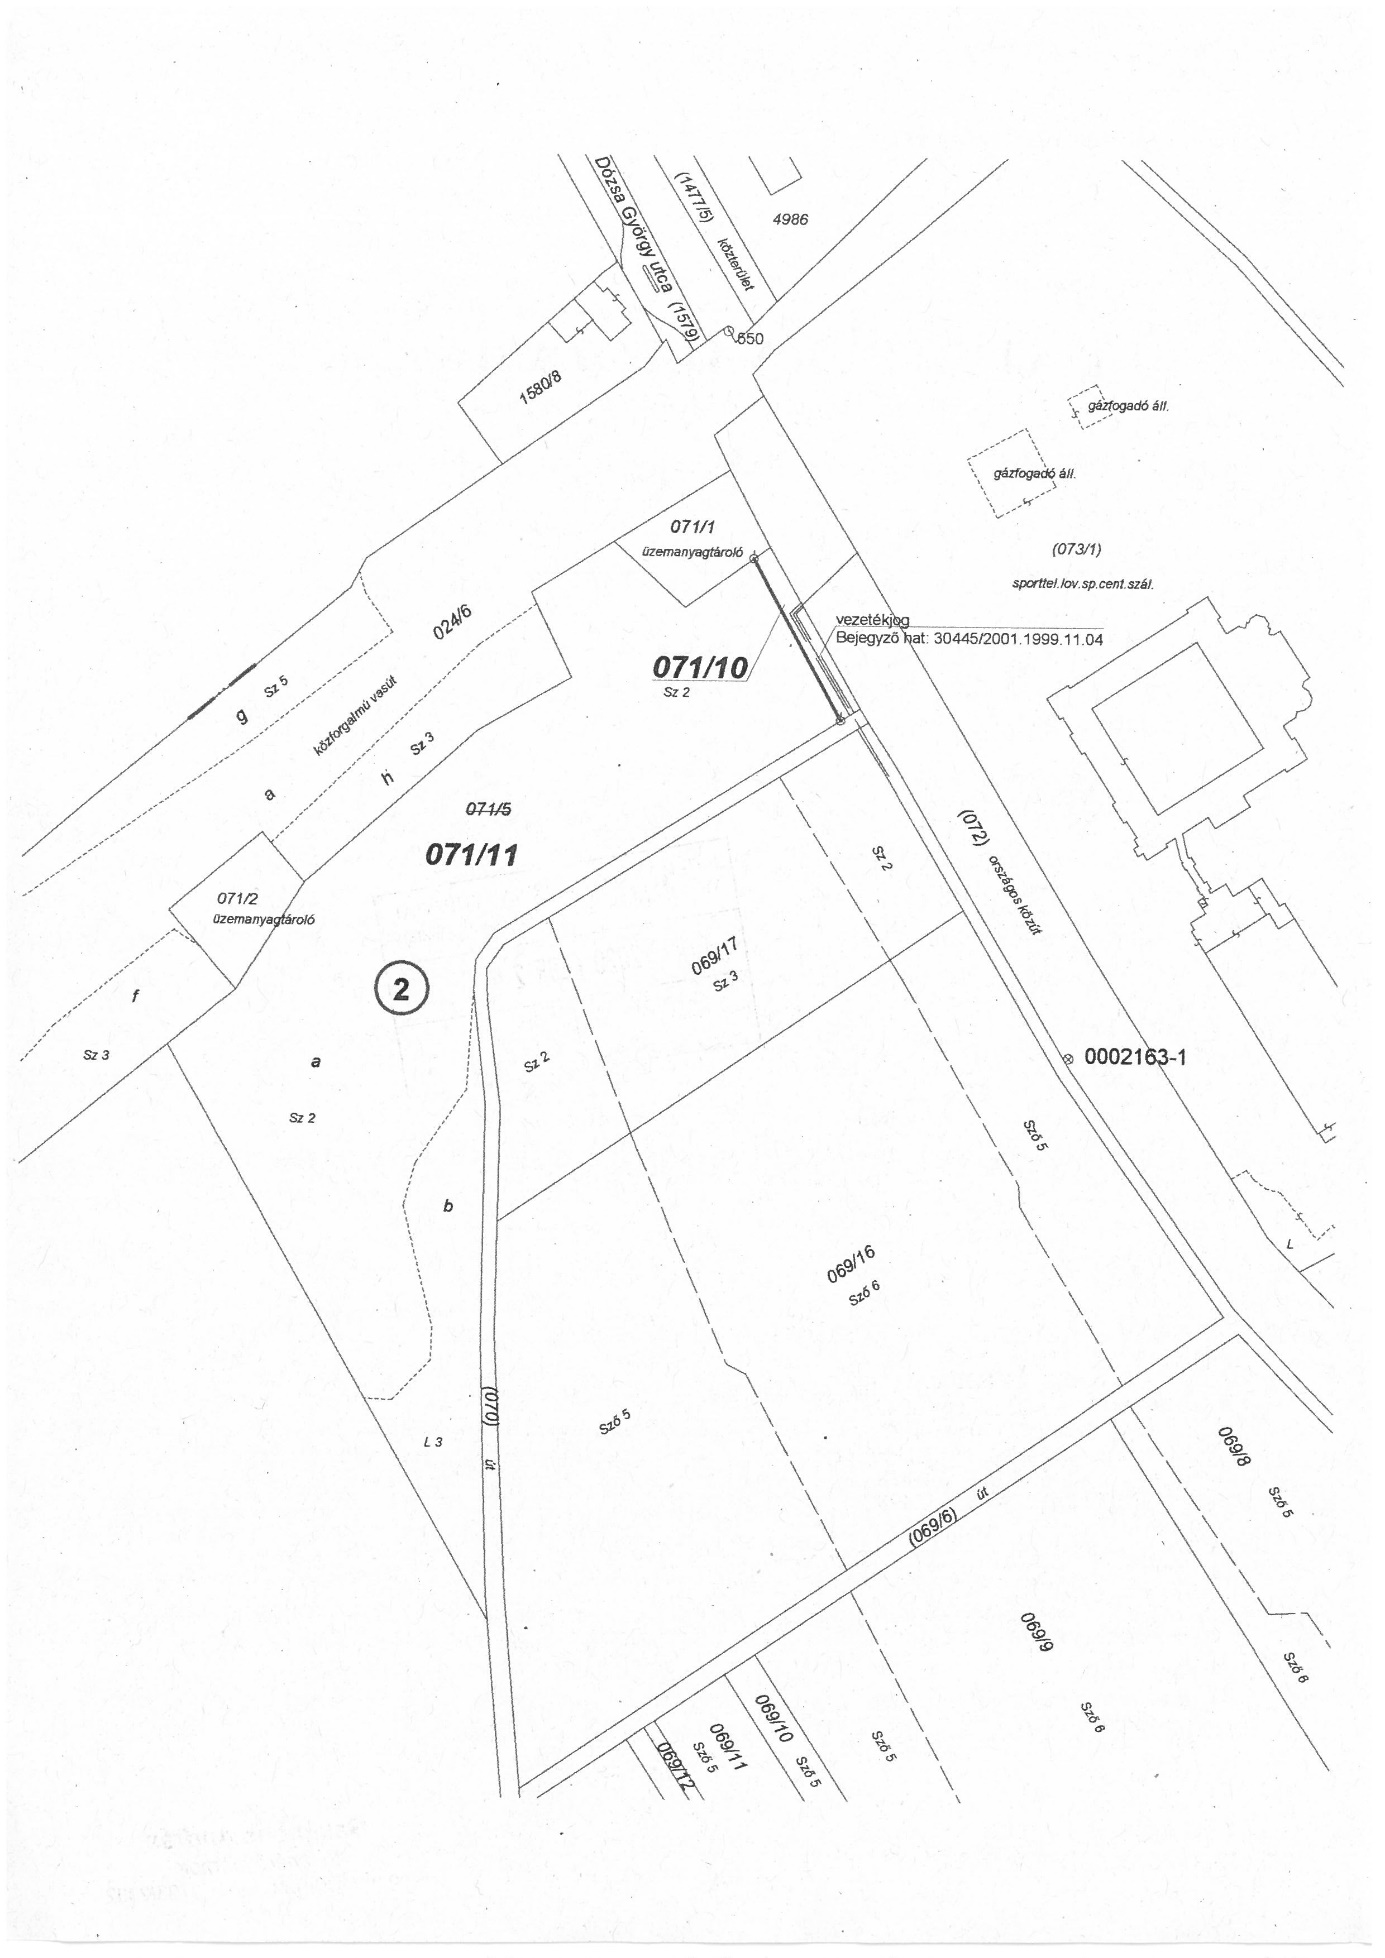 Dózsa György utca (1579)
(1477/5) közterület
4986
650
1580/8
gázfogadó áll.
gázfogadó áll.
071/1
üzemanyagtároló
(073/1)
sporttel.lov.sp.cent.szál.
024/6
vezetékjog
Bejegyző hat: 30445/2001.1999.11.04
071/10
Sz 2
g Sz 5
közforgalmú vasút
a
h Sz 3
071/5
071/11
(072) országos közút
Sz 2
071/2
üzemanyagtároló
069/17
Sz 3
2
f
Sz 3
a
Sz 2
Sz 2
0002163-1
Sző 5
b
L
069/16
Sző 6
(070) út
Sző 5
L 3
069/8
Sző 5
(069/6) út
069/9
Sző 6
Sző 6
069/10
Sző 5
069/11
Sző 5
069/12
Sző 5